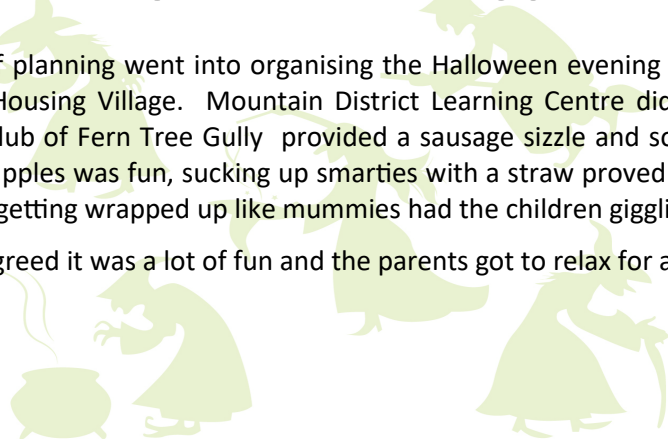 f planning went into organising the Halloween evening
Housing Village. Mountain District Learning Centre did
lub of Fern Tree Gully provided a sausage sizzle and so
pples was fun, sucking up smarties with a straw proved
getting wrapped up like mummies had the children giggli
greed it was a lot of fun and the parents got to relax for a